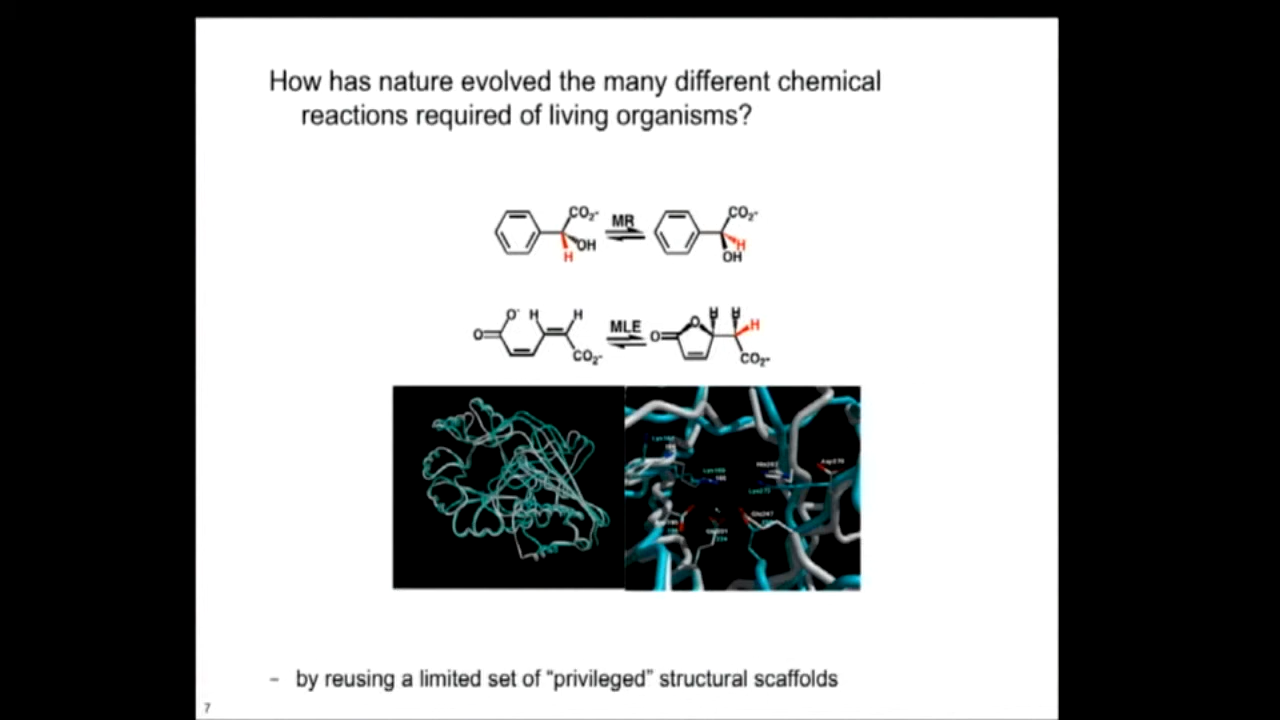 How has nature evolved the many different chemical
reactions required of living organisms?
CO₂⁻ MR CO₂⁻
OH H
H OH
O⁻ H H MLE O H H H
O O
CO₂⁻ CO₂⁻
- by reusing a limited set of “privileged” structural scaffolds
7